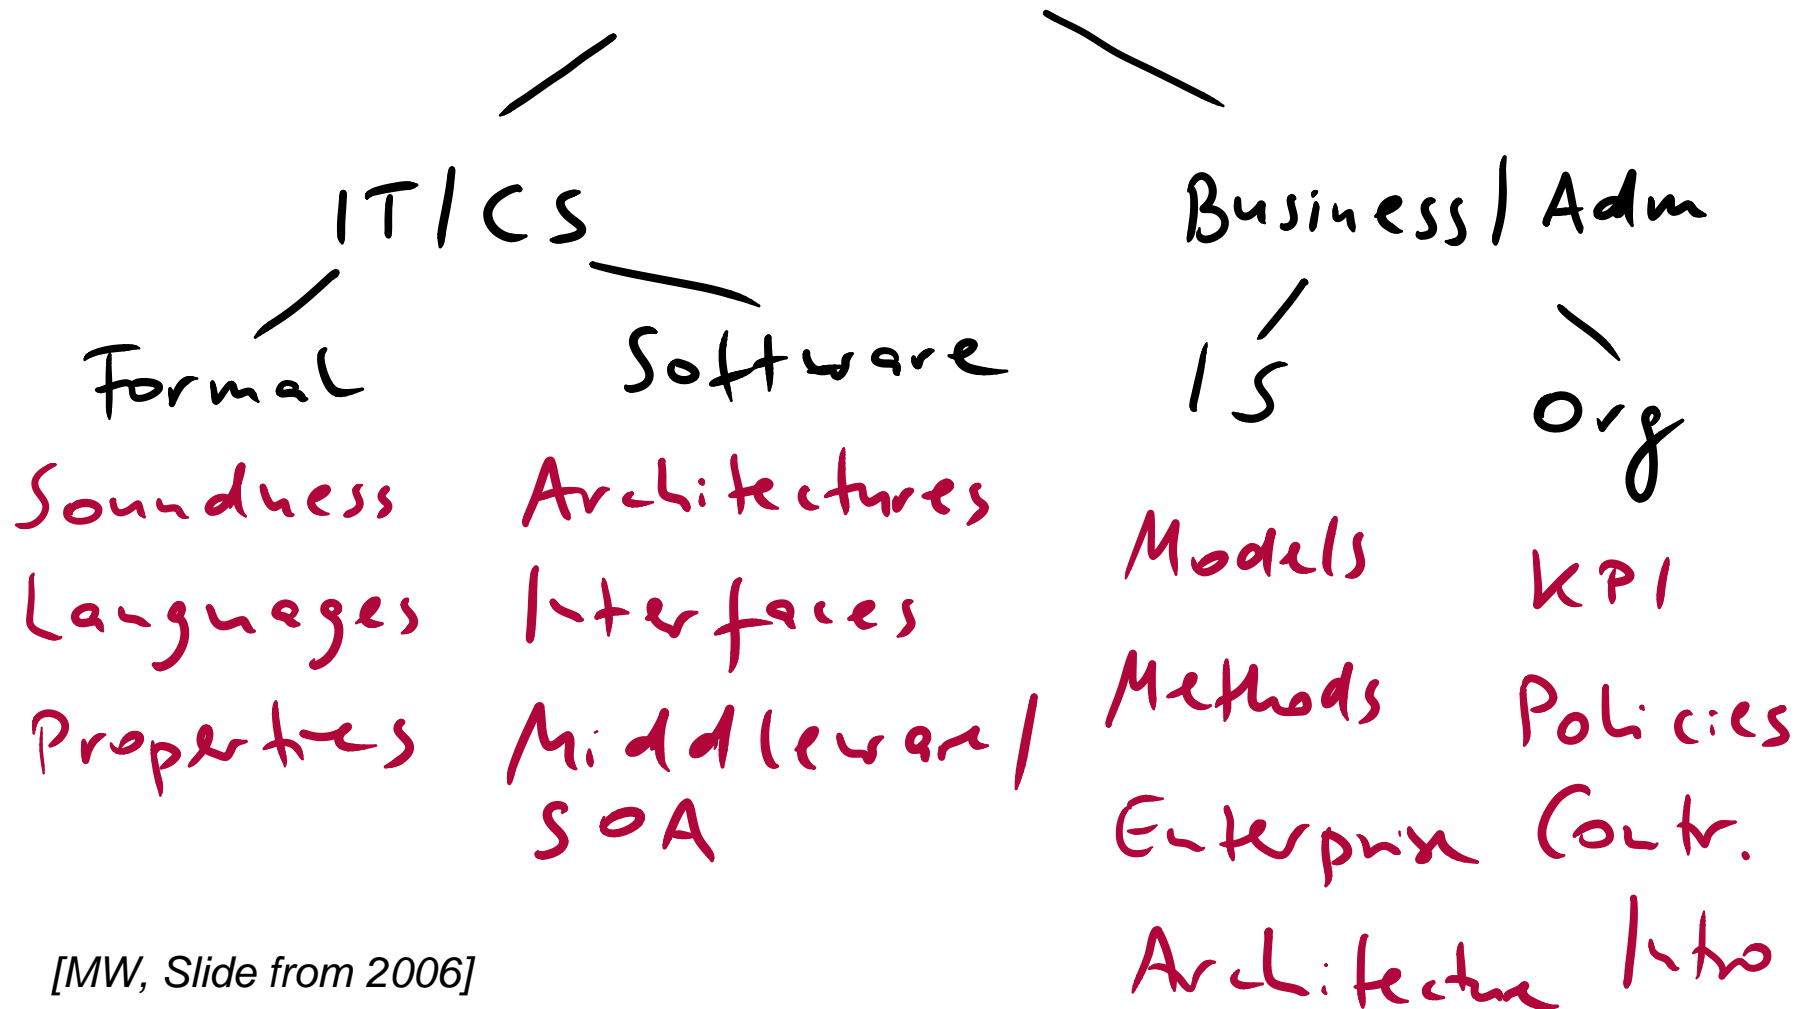 IT/CS
Business/Adm
Formal
Software
IS
Org
Soundness
Languages
Properties
Architectures
Interfaces
Middleware/
SOA
Models
Methods
Enterprise
Architecture
KPI
Policies
Contr.
Intro
[MW, Slide from 2006]